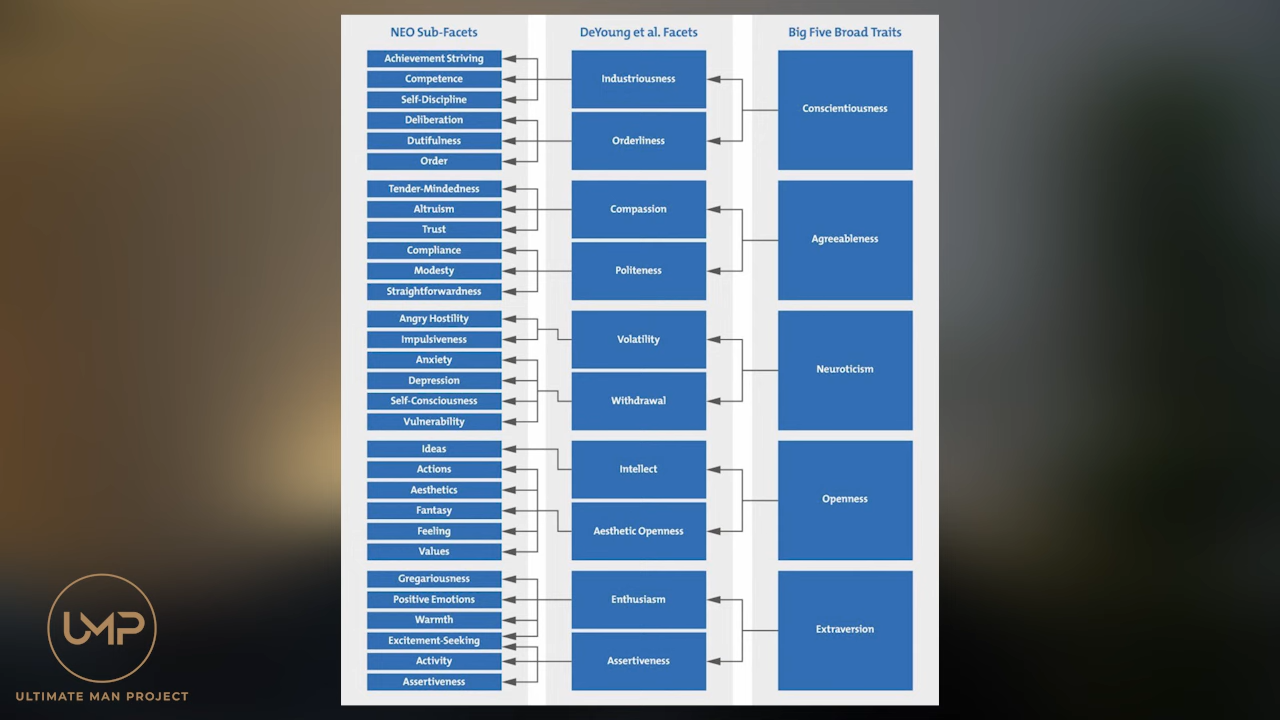 NEO Sub-Facets
DeYoung et al. Facets
Big Five Broad Traits
Achievement Striving
Competence
Self-Discipline
Deliberation
Dutifulness
Order
Industriousness
Orderliness
Conscientiousness
Tender-Mindedness
Altruism
Trust
Compliance
Modesty
Straightforwardness
Compassion
Politeness
Agreeableness
Angry Hostility
Impulsiveness
Anxiety
Depression
Self-Consciousness
Vulnerability
Volatility
Withdrawal
Neuroticism
Ideas
Actions
Aesthetics
Fantasy
Feeling
Values
Intellect
Aesthetic Openness
Openness
Gregariousness
Positive Emotions
Warmth
Excitement-Seeking
Activity
Assertiveness
Enthusiasm
Assertiveness
Extraversion
UMP
ULTIMATE MAN PROJECT